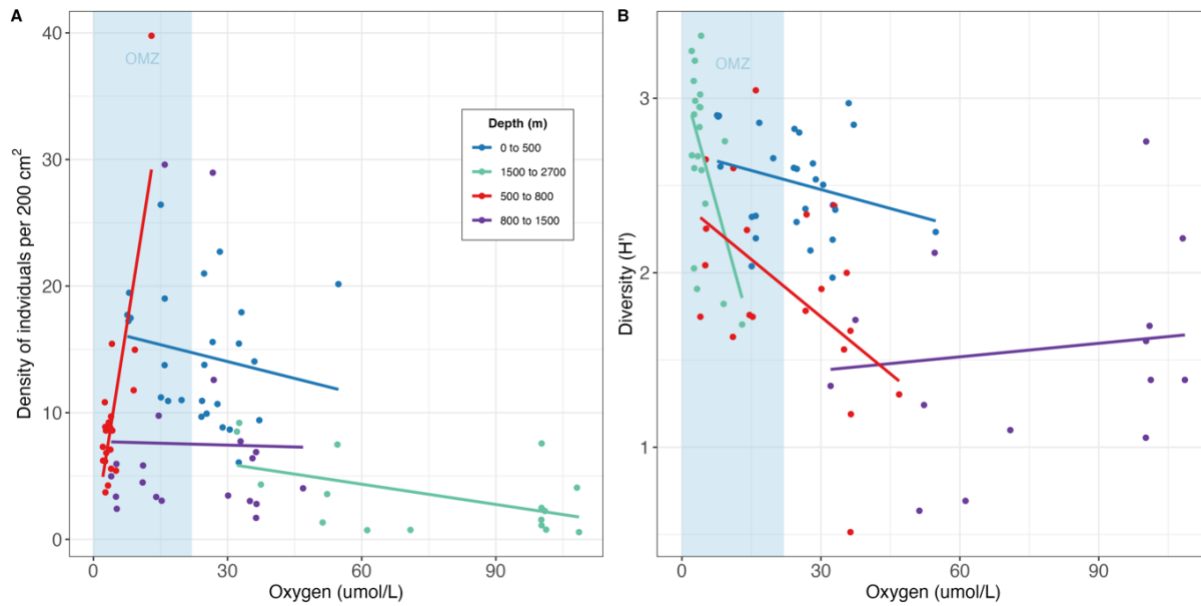 A
Density of indviduals per 200 cm²
40
30
20
10
0
OMZ
Depth (m)
0 to 500
1500 to 2700
500 to 800
800 to 1500
0
30
60
90
Oxygen (umol/L)
B
Diversity (H')
3
2
1
OMZ
0
30
60
90
Oxygen (umol/L)